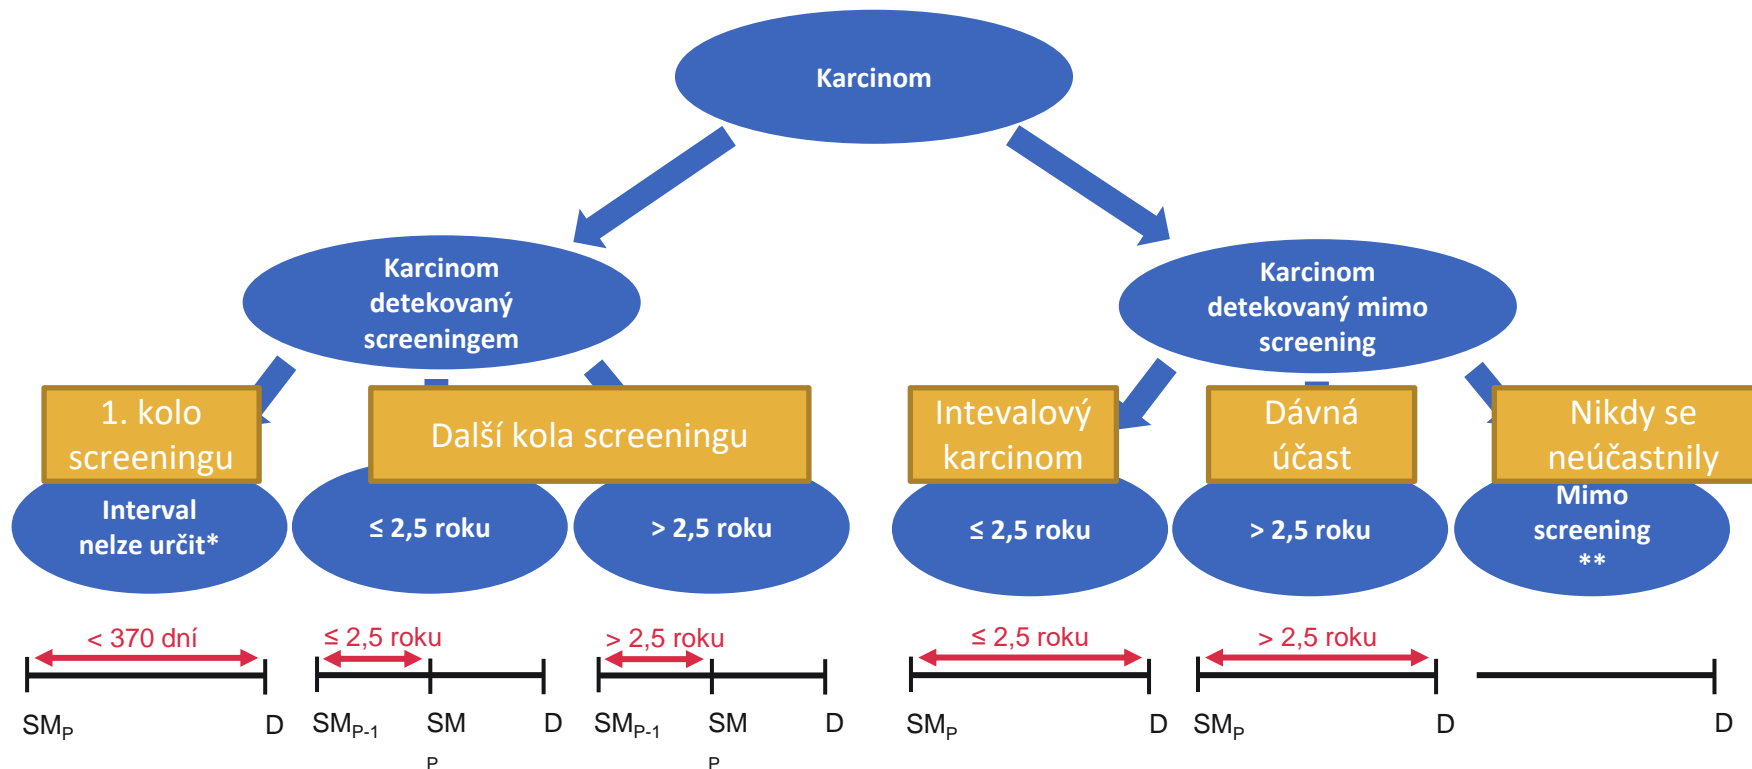 Karcinom
Karcinom
detekovaný
screeningem
Karcinom
detekovaný mimo
screening
1. kolo
screeningu
Další kola screeningu
Intevalový
karcinom
Dávná
účast
Nikdy se
neúčastnily
Interval
nelze určit*
≤ 2,5 roku
> 2,5 roku
≤ 2,5 roku
> 2,5 roku
Mimo
screening
**
< 370 dní
≤ 2,5 roku
> 2,5 roku
≤ 2,5 roku
> 2,5 roku
SMP D
SMP-1 SM D
P
SMP-1 SM D
P
SMP D
SMP D
D